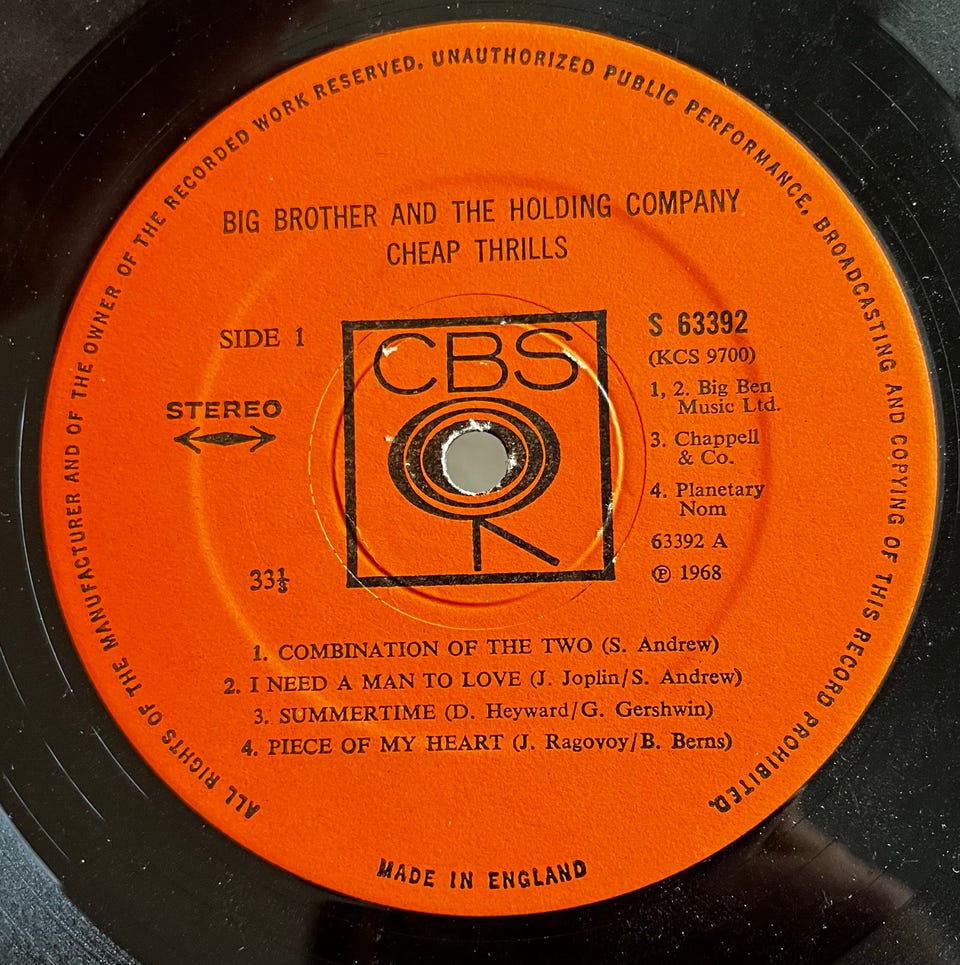 ALL RIGHTS OF THE MANUFACTURER AND OF THE OWNER OF THE RECORDED WORK RESERVED. UNAUTHORIZED PUBLIC PERFORMANCE, BROADCASTING AND COPYING OF THIS RECORD PROHIBITED.
BIG BROTHER AND THE HOLDING COMPANY
CHEAP THRILLS
SIDE 1
STEREO
33⅓
CBS
S 63392
(KCS 9700)
1, 2. Big Ben
Music Ltd.
3. Chappell
& Co.
4. Planetary
Nom
63392 A
℗ 1968
1. COMBINATION OF THE TWO (S. Andrew)
2. I NEED A MAN TO LOVE (J. Joplin/S. Andrew)
3. SUMMERTIME (D. Heyward/G. Gershwin)
4. PIECE OF MY HEART (J. Ragovoy/B. Berns)
MADE IN ENGLAND